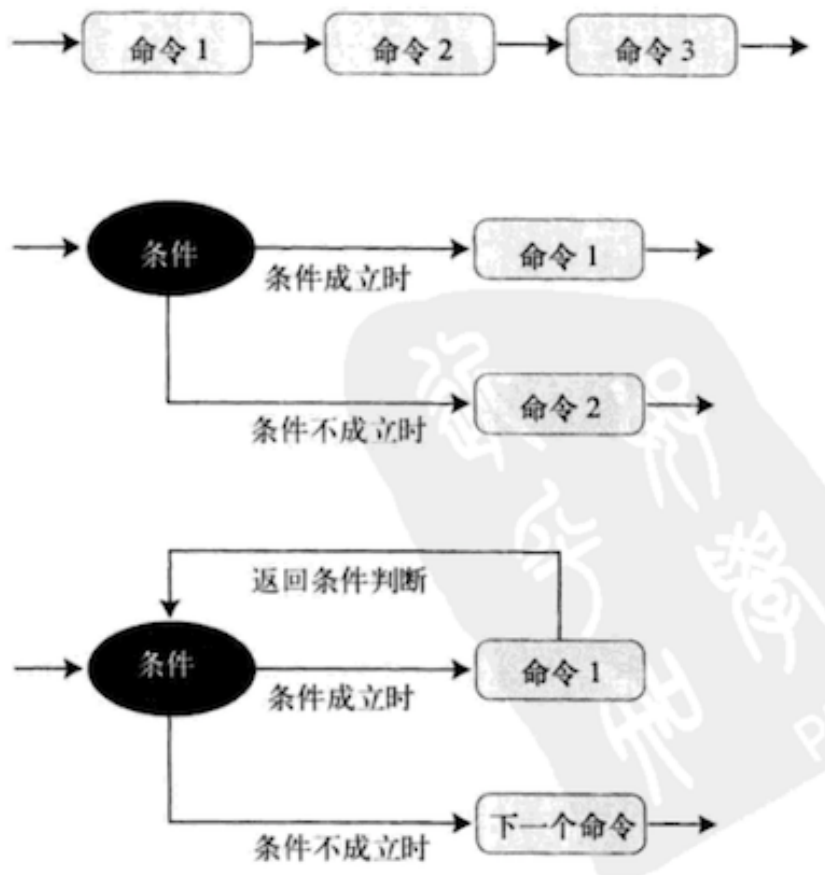 命令 1
命令 2
命令 3
条件
条件成立时
命令 1
条件不成立时
命令 2
返回条件判断
条件
条件成立时
命令 1
条件不成立时
下一个命令